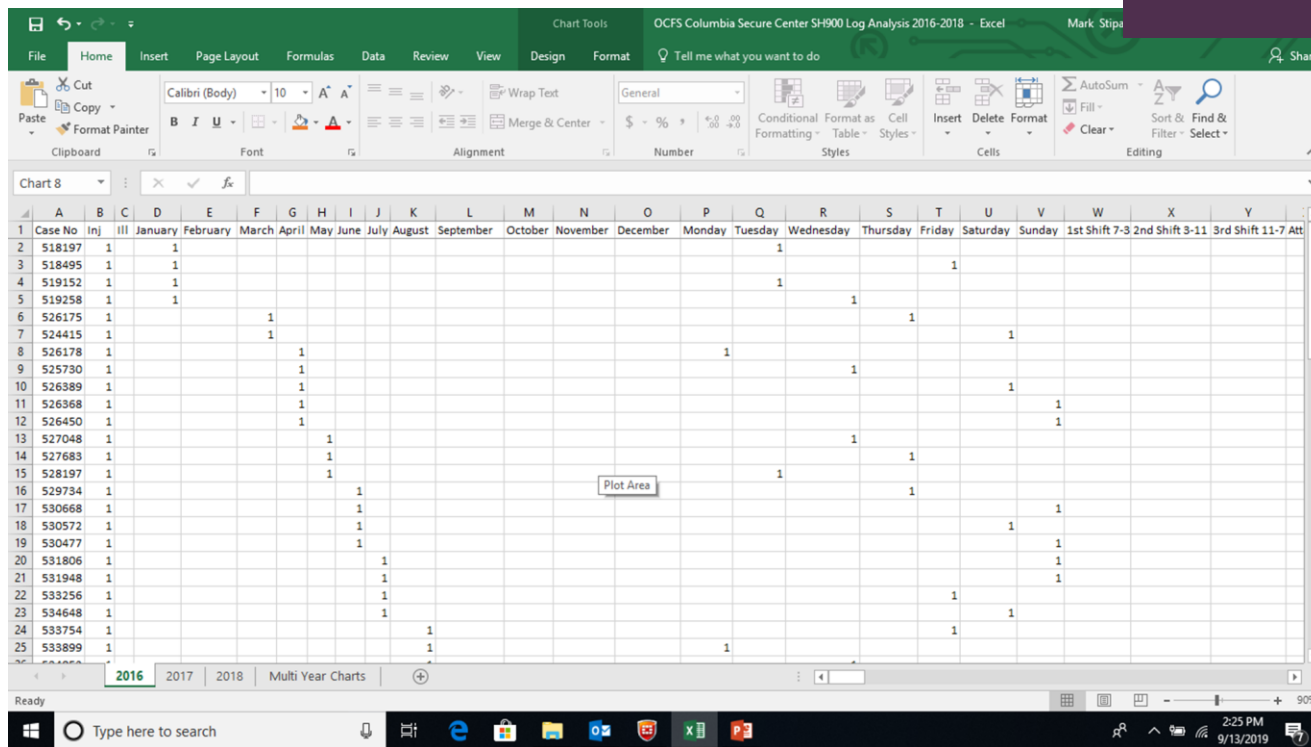 Chart Tools OCFS Columbia Secure Center SH900 Log Analysis 2016-2018 - Excel Mark Stipa
File Home Insert Page Layout Formulas Data Review View Design Format Tell me what you want to do Shar
Cut Calibri (Body) 10 A A Wrap Text General AutoSum
Copy Fill
Paste Format Painter B I U A Merge & Center $ % , Conditional Formatting Format as Table Cell Styles Insert Delete Format Clear Sort & Filter Find & Select
Clipboard Font Alignment Number Styles Cells Editing
Chart 8 fx
A B C D E F G H I J K L M N O P Q R S T U V W X Y
1 Case No Inj Ill January February March April May June July August September October November December Monday Tuesday Wednesday Thursday Friday Saturday Sunday 1st Shift 7-3 2nd Shift 3-11 3rd Shift 11-7 Att
2 518197 1 1 1
3 518495 1 1 1
4 519152 1 1 1
5 519258 1 1 1
6 526175 1 1 1
7 524415 1 1 1
8 526178 1 1 1
9 525730 1 1 1
10 526389 1 1 1
11 526368 1 1 1
12 526450 1 1 1
13 527048 1 1 1
14 527683 1 1 1
15 528197 1 1 1
Plot Area
16 529734 1 1 1
17 530668 1 1 1
18 530572 1 1 1
19 530477 1 1 1
20 531806 1 1 1
21 531948 1 1 1
22 533256 1 1 1
23 534648 1 1 1
24 533754 1 1 1
25 533899 1 1 1
2016 2017 2018 Multi Year Charts
Ready 90%
Type here to search 2:25 PM
9/13/2019 7